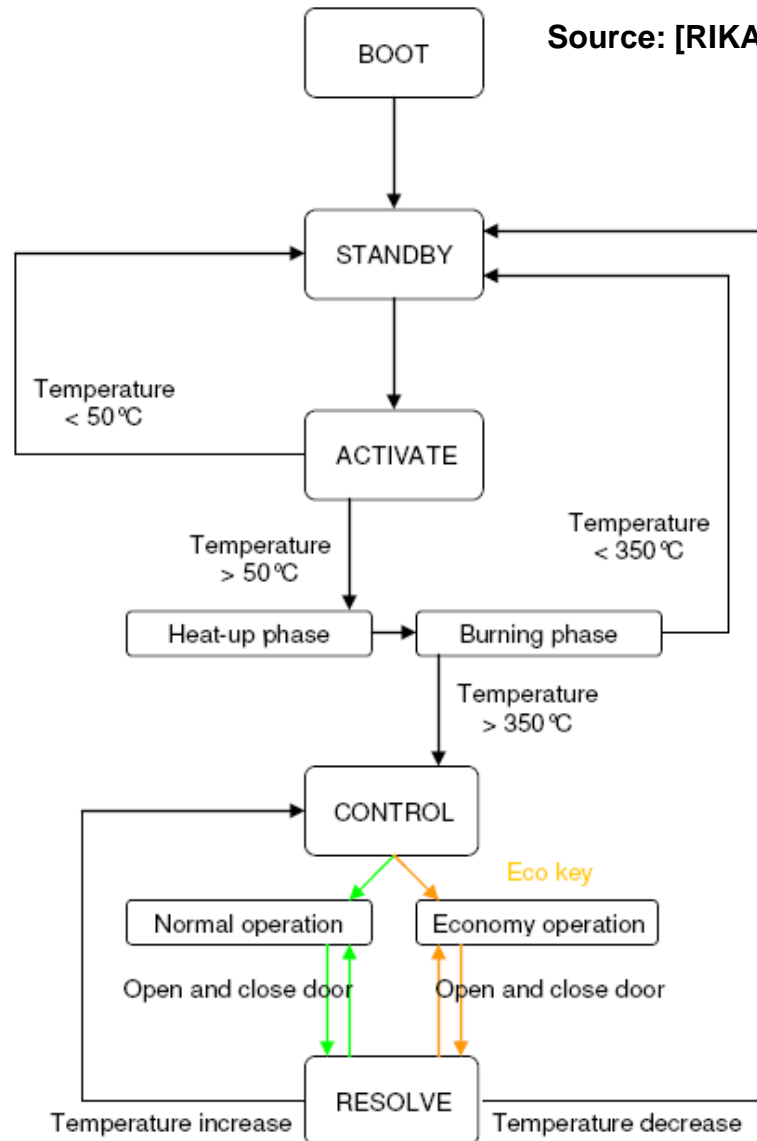 Source: [RIKA
BOOT
STANDBY
Temperature
< 50 °C
ACTIVATE
Temperature
> 50 °C
Temperature
< 350 °C
Heat-up phase
Burning phase
Temperature
> 350 °C
CONTROL
Eco key
Normal operation
Economy operation
Open and close door
Open and close door
RESOLVE
Temperature increase
Temperature decrease